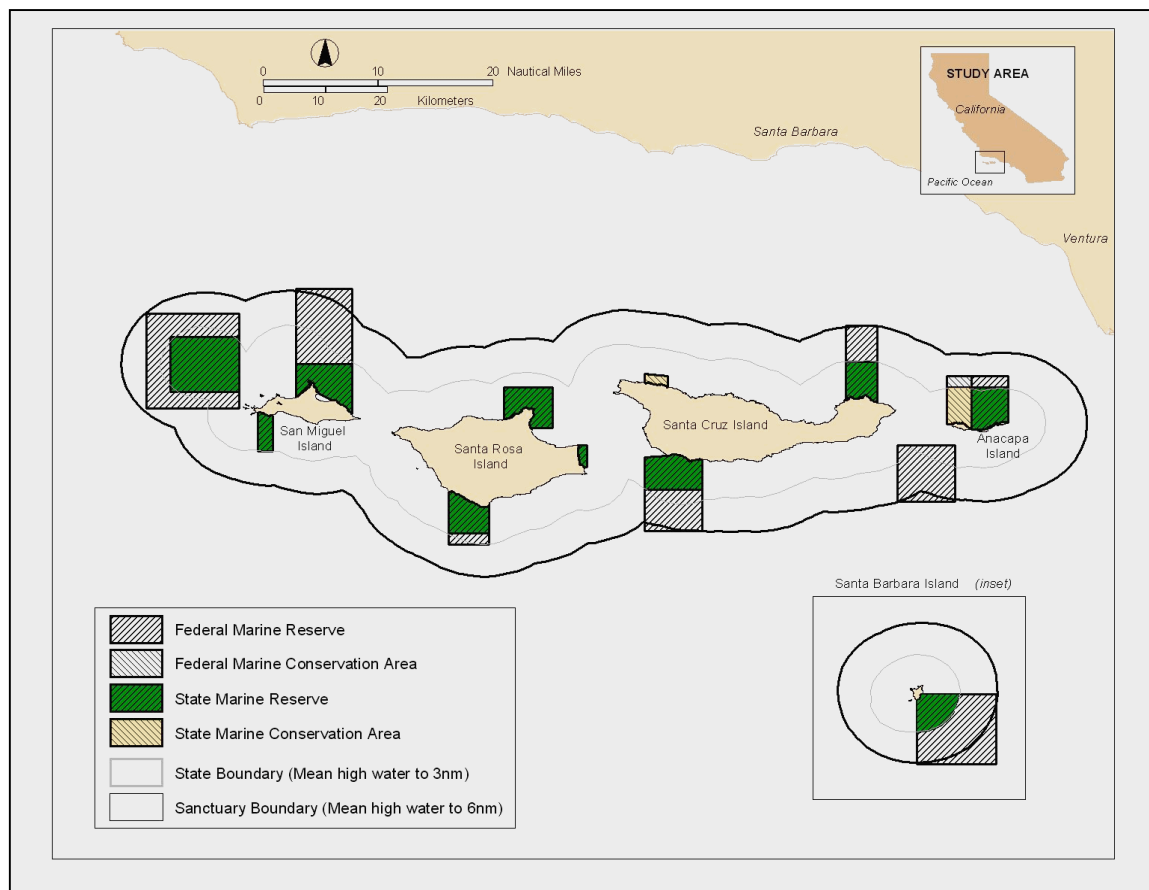 0
10
20
Nautical Miles
0
10
20
Kilometers
STUDY AREA
California
Pacific Ocean
Santa Barbara
Ventura
San Miguel
Island
Santa Rosa
Island
Santa Cruz Island
Anacapa
Island
Santa Barbara Island (inset)
Federal Marine Reserve
Federal Marine Conservation Area
State Marine Reserve
State Marine Conservation Area
State Boundary (Mean high water to 3nm)
Sanctuary Boundary (Mean high water to 6nm)